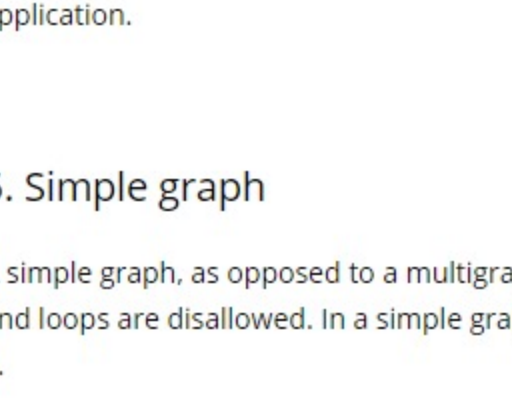 pplication.
. Simple graph
simple graph, as opposed to a multigra
nd loops are disallowed. In a simple gra
.